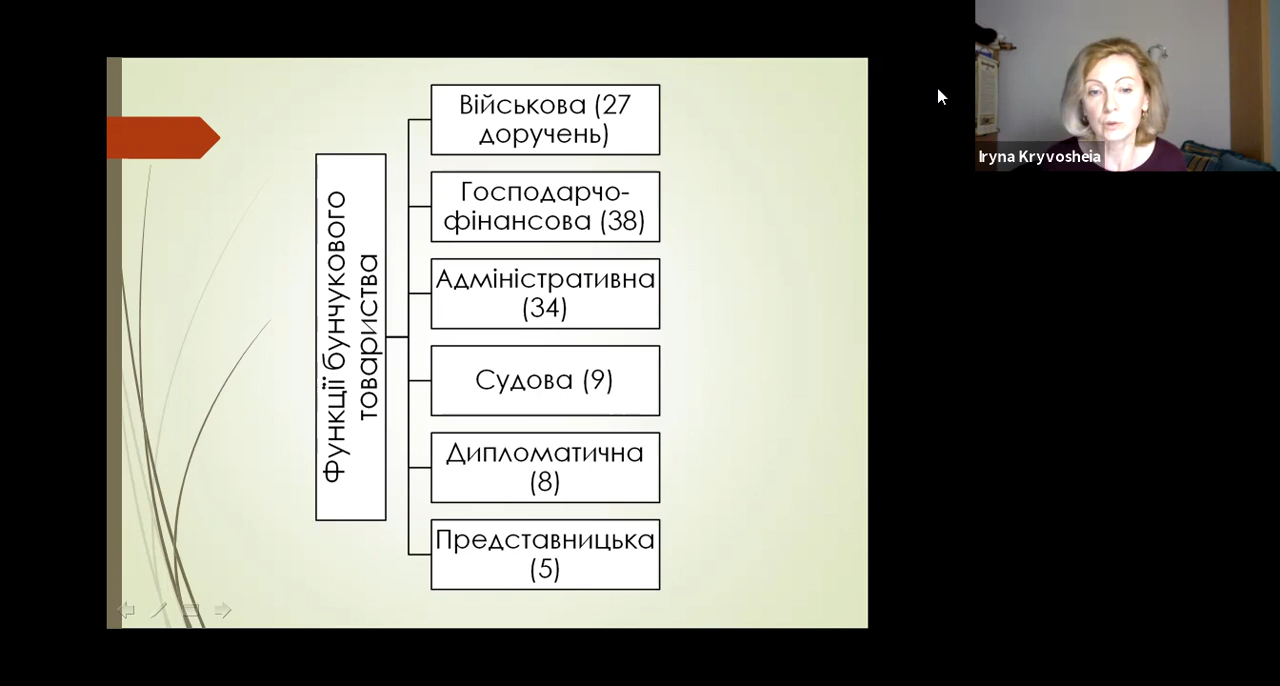 Функції бунчукового
товариства
Військова (27
доручень)
Господарчо-
фінансова (38)
Адміністративна
(34)
Судова (9)
Дипломатична
(8)
Представницька
(5)
Iryna Kryvosheia